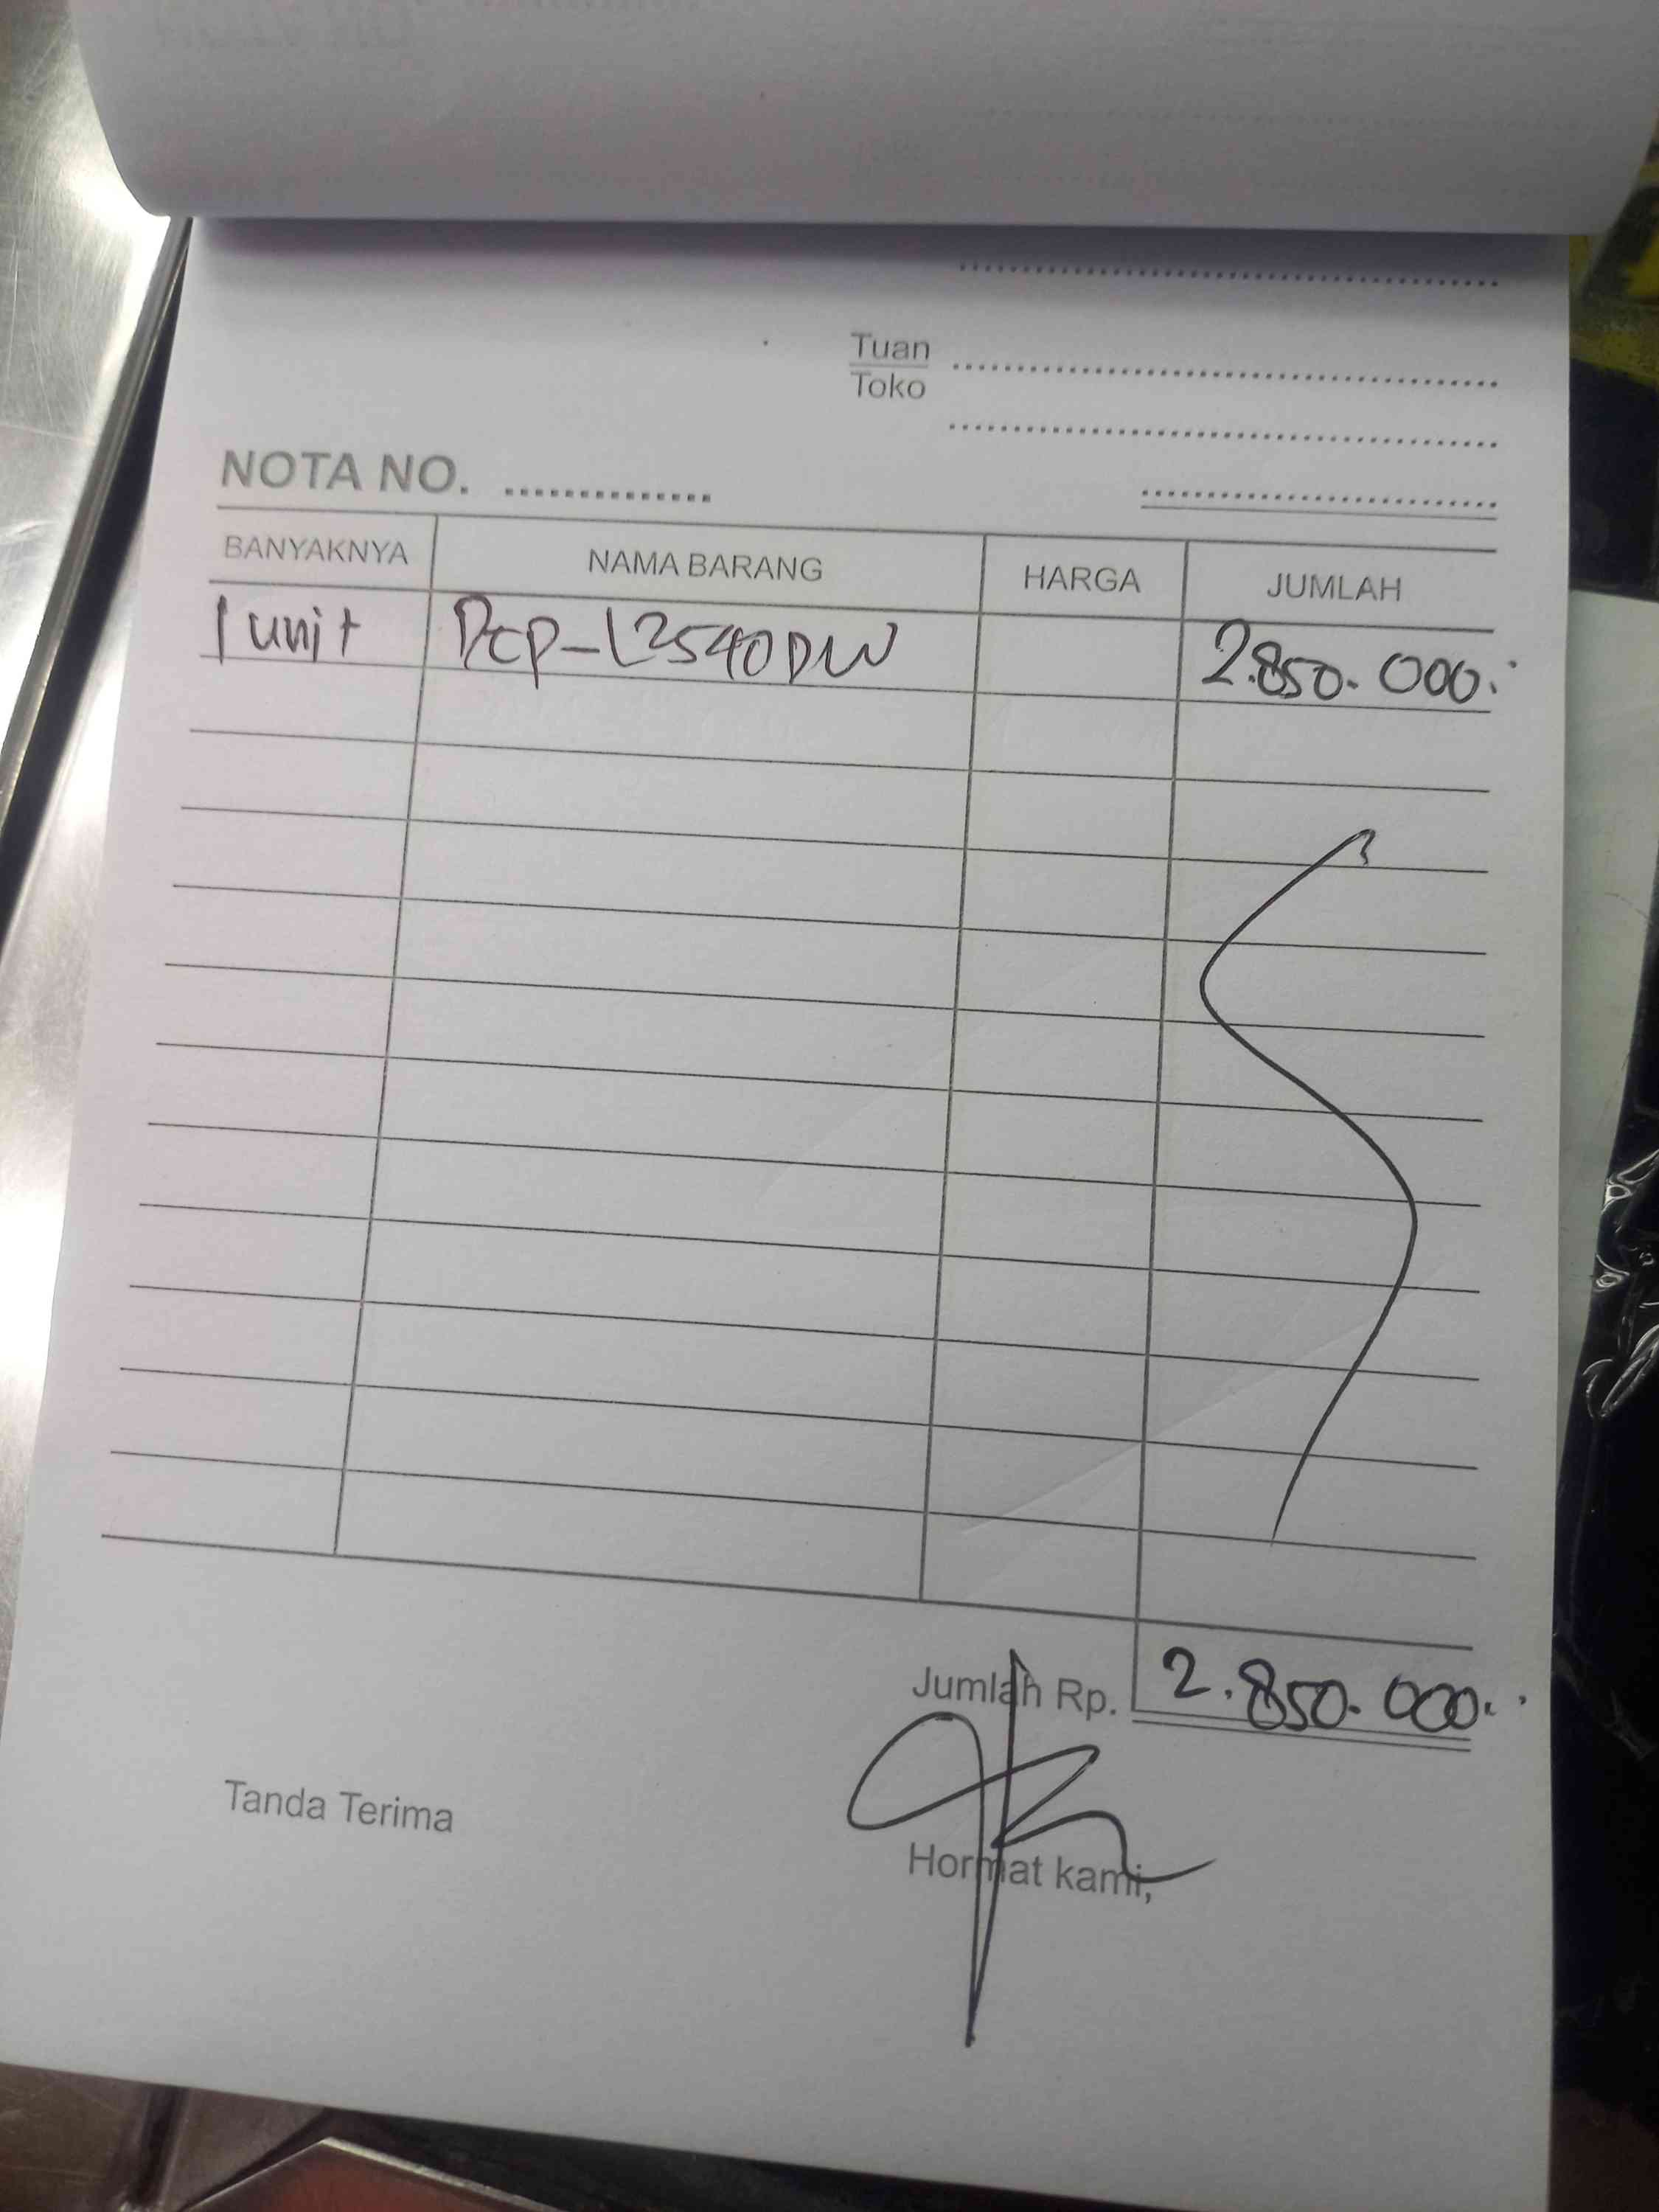 Tuan
Toko
NOTA NO.
BANYAKNYA NAMA BARANG HARGA JUMLAH
1 unit DCP-L2540DW 2.850.000.
Jumlah Rp. 2.850.000.
Tanda Terima
Hormat kami,